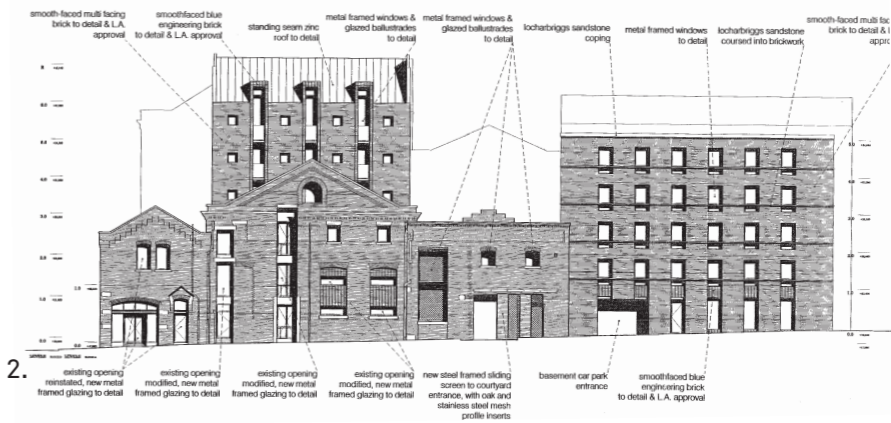 smooth-faced multi facing
brick to detail & L.A.
approval
smoothfaced blue
engineering brick
to detail & L.A. approval
standing seam zinc
roof to detail
metal framed windows &
glazed ballustrades
to detail
metal framed windows &
glazed ballustrades
to detail
locharbriggs sandstone
coping
metal framed windows
to detail
locharbriggs sandstone
coursed into brickwork
smooth-faced multi fac
brick to detail & L
appro
2.
existing opening
reinstated, new metal
framed glazing to detail
existing opening
modified, new metal
framed glazing to detail
existing opening
modified, new metal
framed glazing to detail
existing opening
modified, new metal
framed glazing to detail
new steel framed sliding
screen to courtyard
entrance, with oak and
stainless steel mesh
profile inserts
basement car park
entrance
smoothfaced blue
engineering brick
to detail & L.A. approval